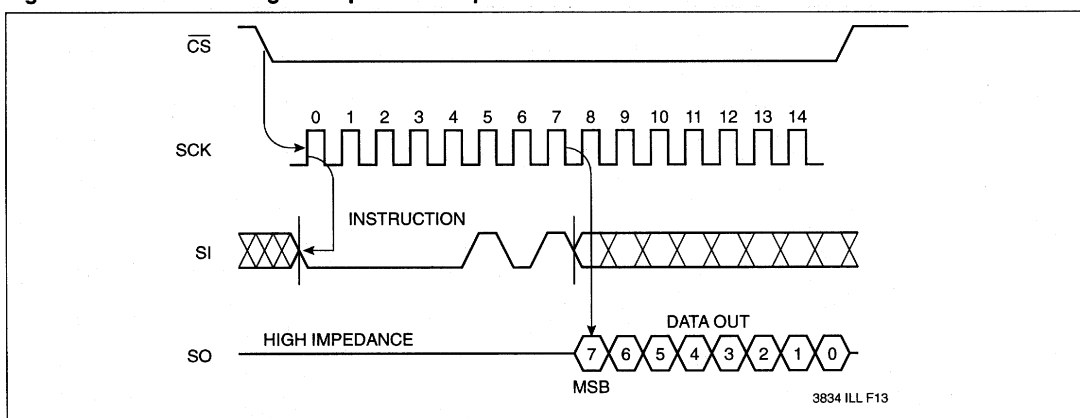 CS
0 1 2 3 4 5 6 7 8 9 10 11 12 13 14
SCK
INSTRUCTION
SI
DATA OUT
HIGH IMPEDANCE
SO
7 6 5 4 3 2 1 0
MSB
3834 ILL F13